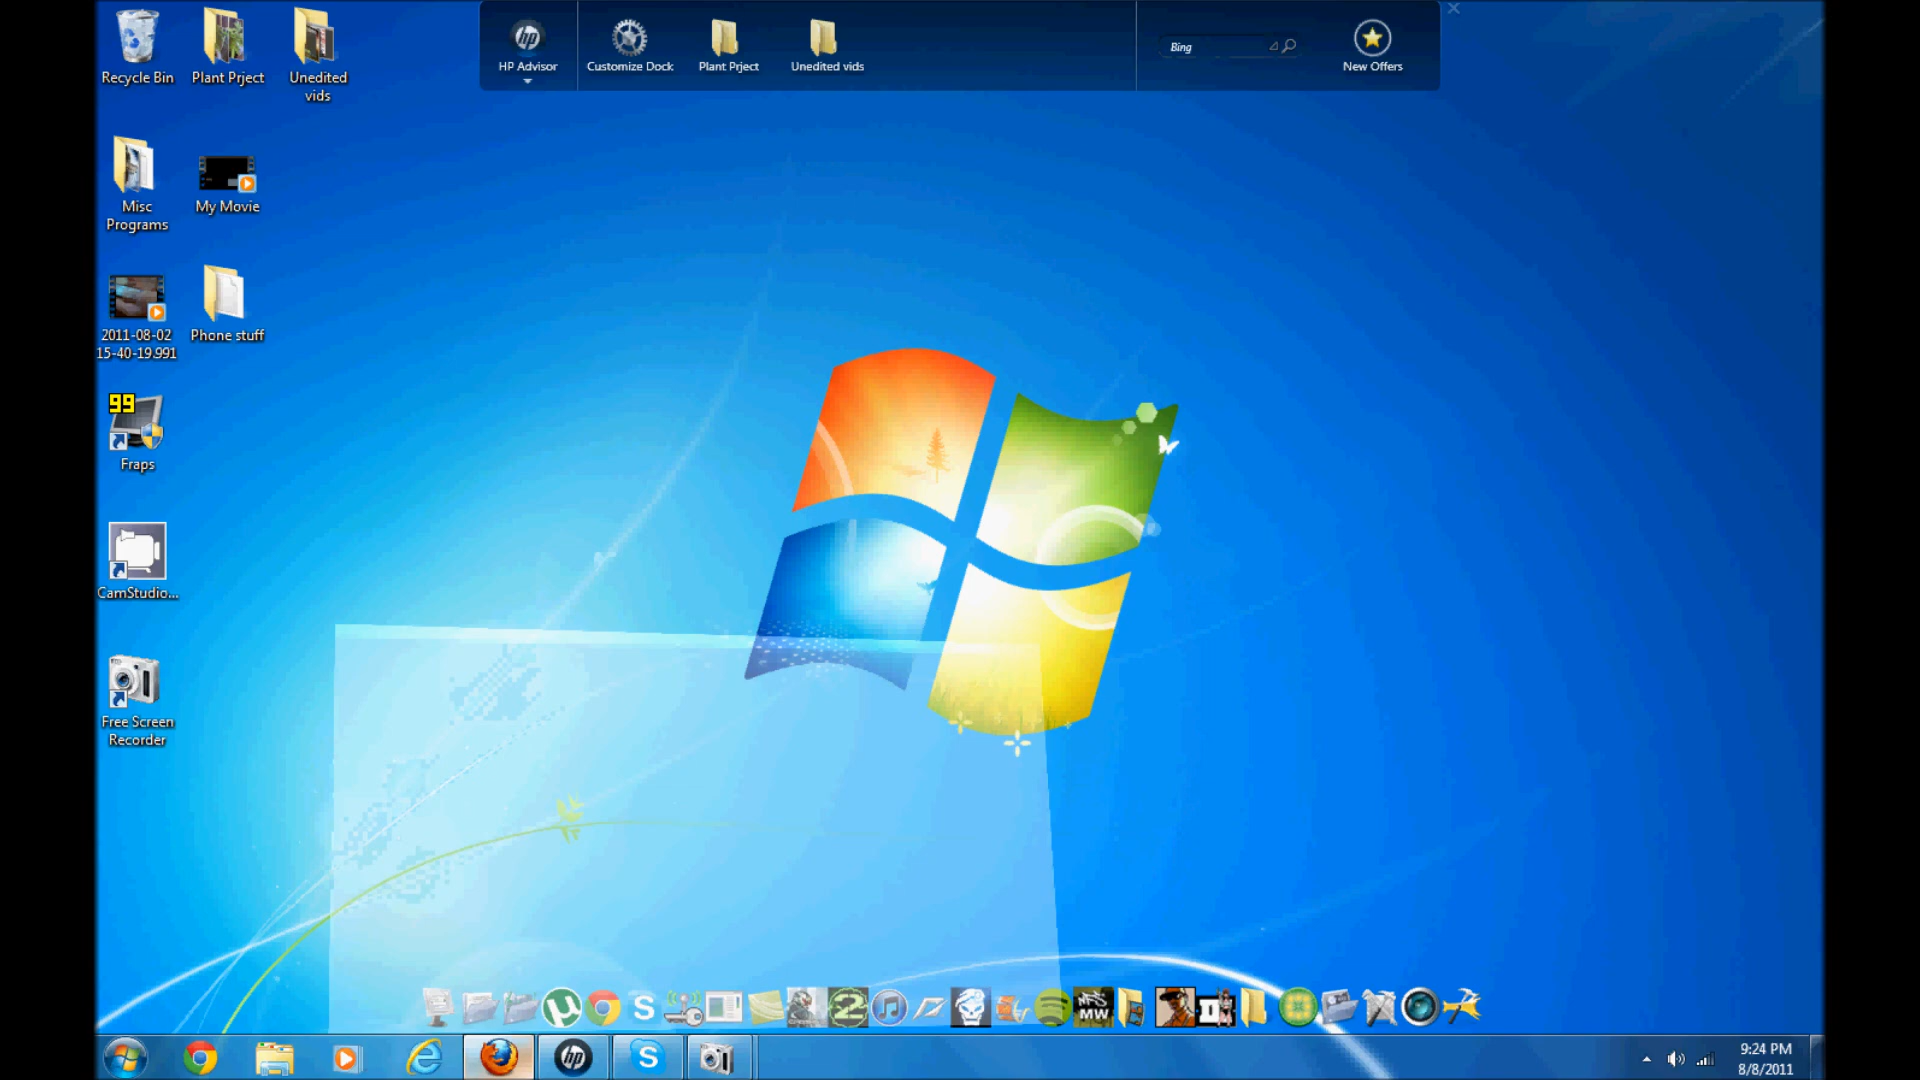 Recycle Bin
Plant Prject
Unedited
vids
HP Advisor
Customize Dock
Plant Prject
Unedited vids
Bing
New Offers
Misc
Programs
My Movie
2011-08-02
15-40-19.991
Phone stuff
99
Fraps
CamStudio...
Free Screen
Recorder
NFS
MW
9:24 PM
8/8/2011